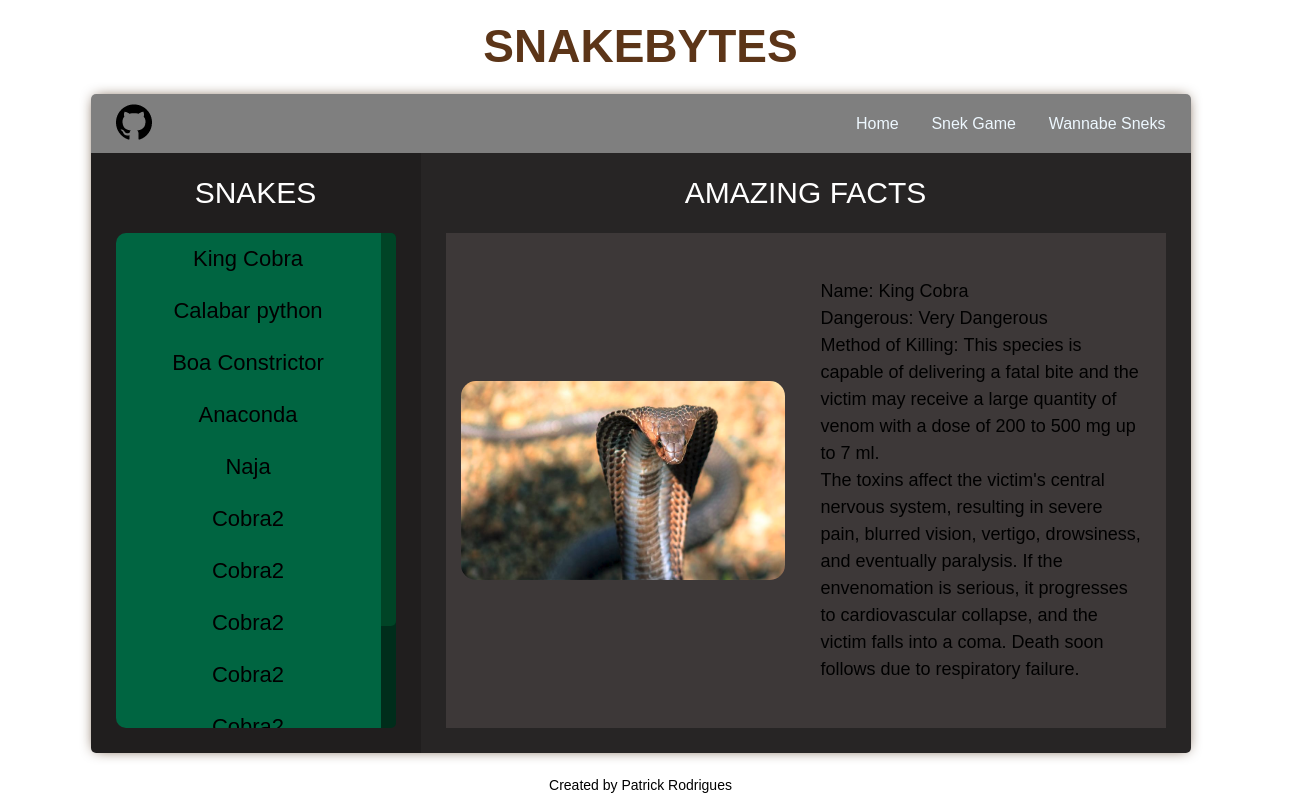 SNAKEBYTES
Home
Snek Game
Wannabe Sneks
SNAKES
King Cobra
Calabar python
Boa Constrictor
Anaconda
Naja
Cobra2
Cobra2
Cobra2
Cobra2
Cobra2
AMAZING FACTS
Name: King Cobra
Dangerous: Very Dangerous
Method of Killing: This species is
capable of delivering a fatal bite and the
victim may receive a large quantity of
venom with a dose of 200 to 500 mg up
to 7 ml.
The toxins affect the victim's central
nervous system, resulting in severe
pain, blurred vision, vertigo, drowsiness,
and eventually paralysis. If the
envenomation is serious, it progresses
to cardiovascular collapse, and the
victim falls into a coma. Death soon
follows due to respiratory failure.
Created by Patrick Rodrigues